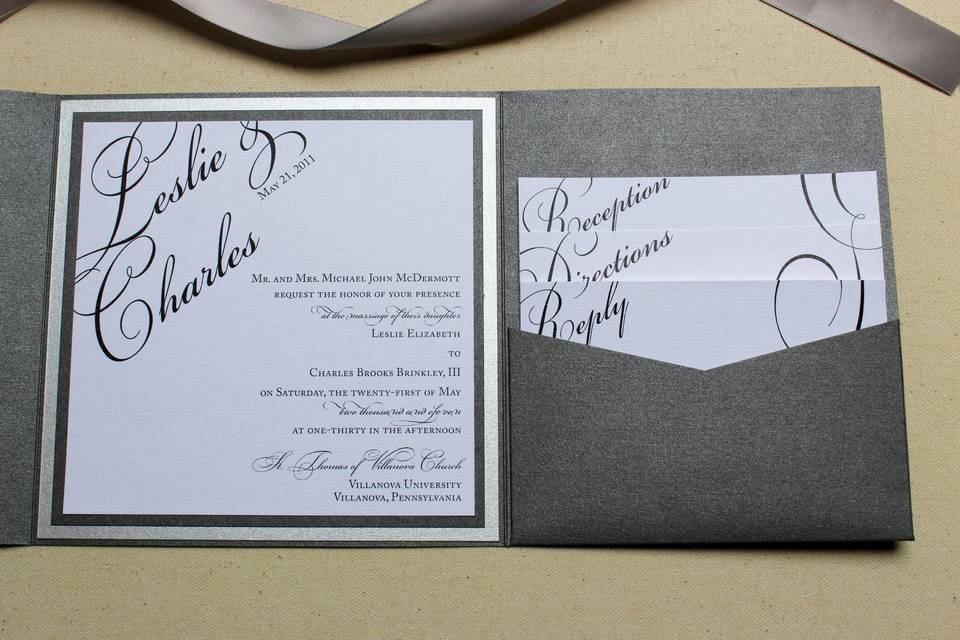 Leslie &
Charles
May 21, 2011
Mr. and Mrs. Michael John McDermott
request the honor of your presence
at the marriage of their daughter
Leslie Elizabeth
to
Charles Brooks Brinkley, III
on Saturday, the twenty-first of May
two thousand and eleven
at one-thirty in the afternoon
St. Thomas of Villanova Church
Villanova University
Villanova, Pennsylvania
Reception
Directions
Reply